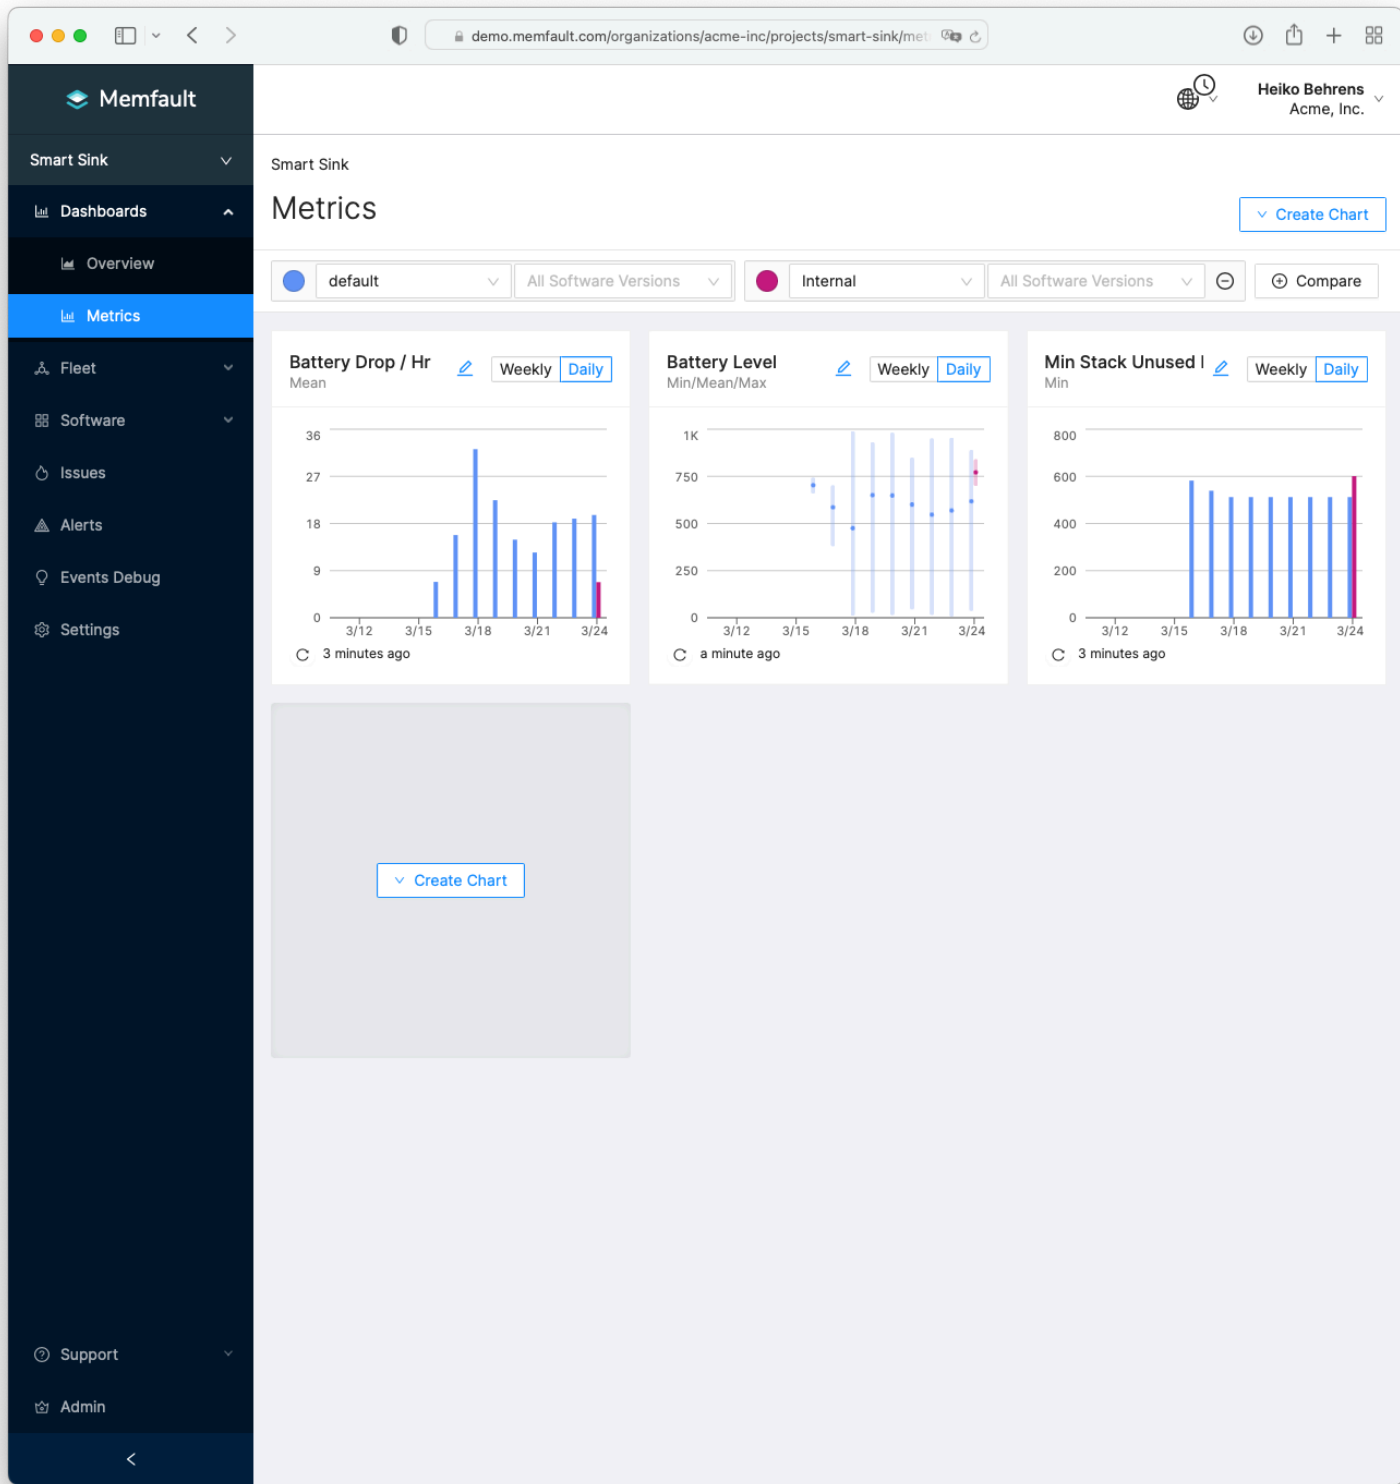 demo.memfault.com/organizations/acme-inc/projects/smart-sink/met
Memfault
Heiko Behrens
Acme, Inc.
Smart Sink
Dashboards
Overview
Metrics
Fleet
Software
Issues
Alerts
Events Debug
Settings
Support
Admin
Smart Sink
Metrics
Create Chart
default
All Software Versions
Internal
All Software Versions
Compare
Battery Drop / Hr
Mean
Weekly
Daily
36
27
18
9
0
3/12 3/15 3/18 3/21 3/24
3 minutes ago
Battery Level
Min/Mean/Max
Weekly
Daily
1K
750
500
250
0
3/12 3/15 3/18 3/21 3/24
a minute ago
Min Stack Unused
Min
Weekly
Daily
800
600
400
200
0
3/12 3/15 3/18 3/21 3/24
3 minutes ago
Create Chart